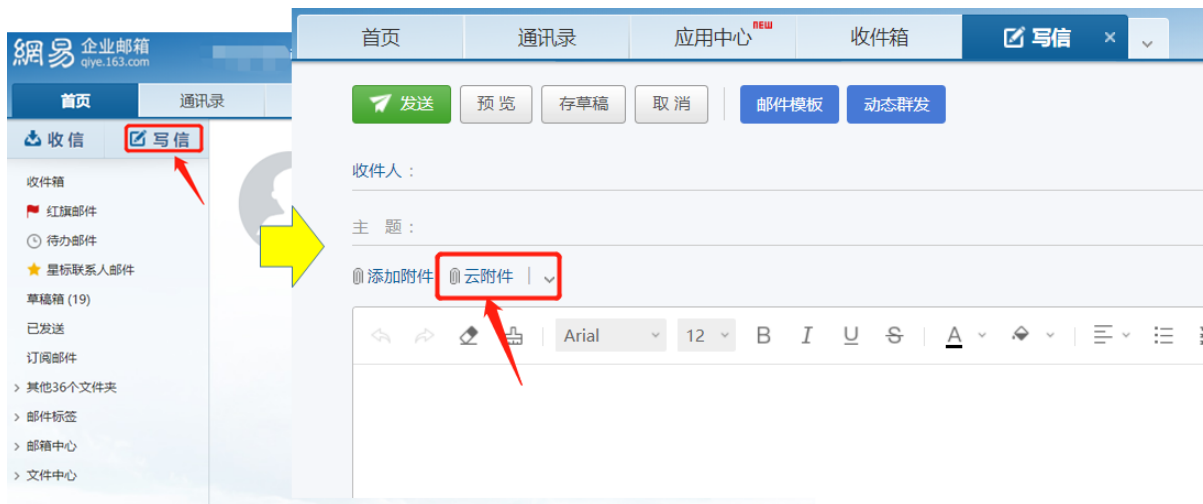 網易 企业邮箱
qiye.163.com
首页 通讯录
收信 写信
收件箱
红旗邮件
待办邮件
星标联系人邮件
草稿箱 (19)
已发送
订阅邮件
其他36个文件夹
邮件标签
邮箱中心
文件中心
首页 通讯录 应用中心 NEW 收件箱 写信
发送 预览 存草稿 取消 邮件模板 动态群发
收件人：
主 题：
添加附件 云附件
Arial 12 B I U S A